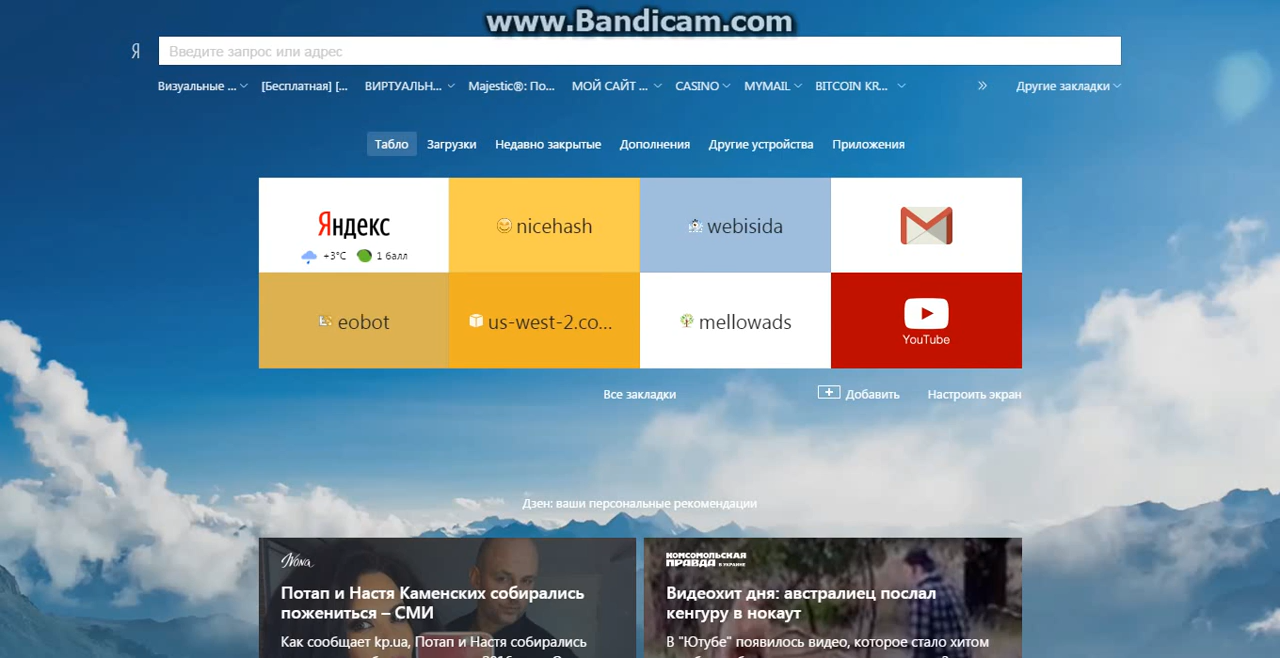 www.Bandicam.com
Я Введите запрос или адрес
Визуальные ... [Бесплатная] [... ВИРТУАЛЬН... Majestic®: По... МОЙ САЙТ ... CASINO MYMAIL BITCOIN KR... » Другие закладки
Табло Загрузки Недавно закрытые Дополнения Другие устройства Приложения
Яндекс nicehash webisida
+3°C 1 балл
eobot us-west-2.co... mellowads YouTube
Все закладки Добавить Настроить экран
Дзен: ваши персональные рекомендации
Nona
Потап и Настя Каменских собирались
пожениться – СМИ
Как сообщает kp.ua, Потап и Настя собирались
КОМСОМОЛЬСКАЯ
ПРАВДА В УКРАИНЕ
Видеохит дня: австралиец послал
кенгуру в нокаут
В "Ютубе" появилось видео, которое стало хитом